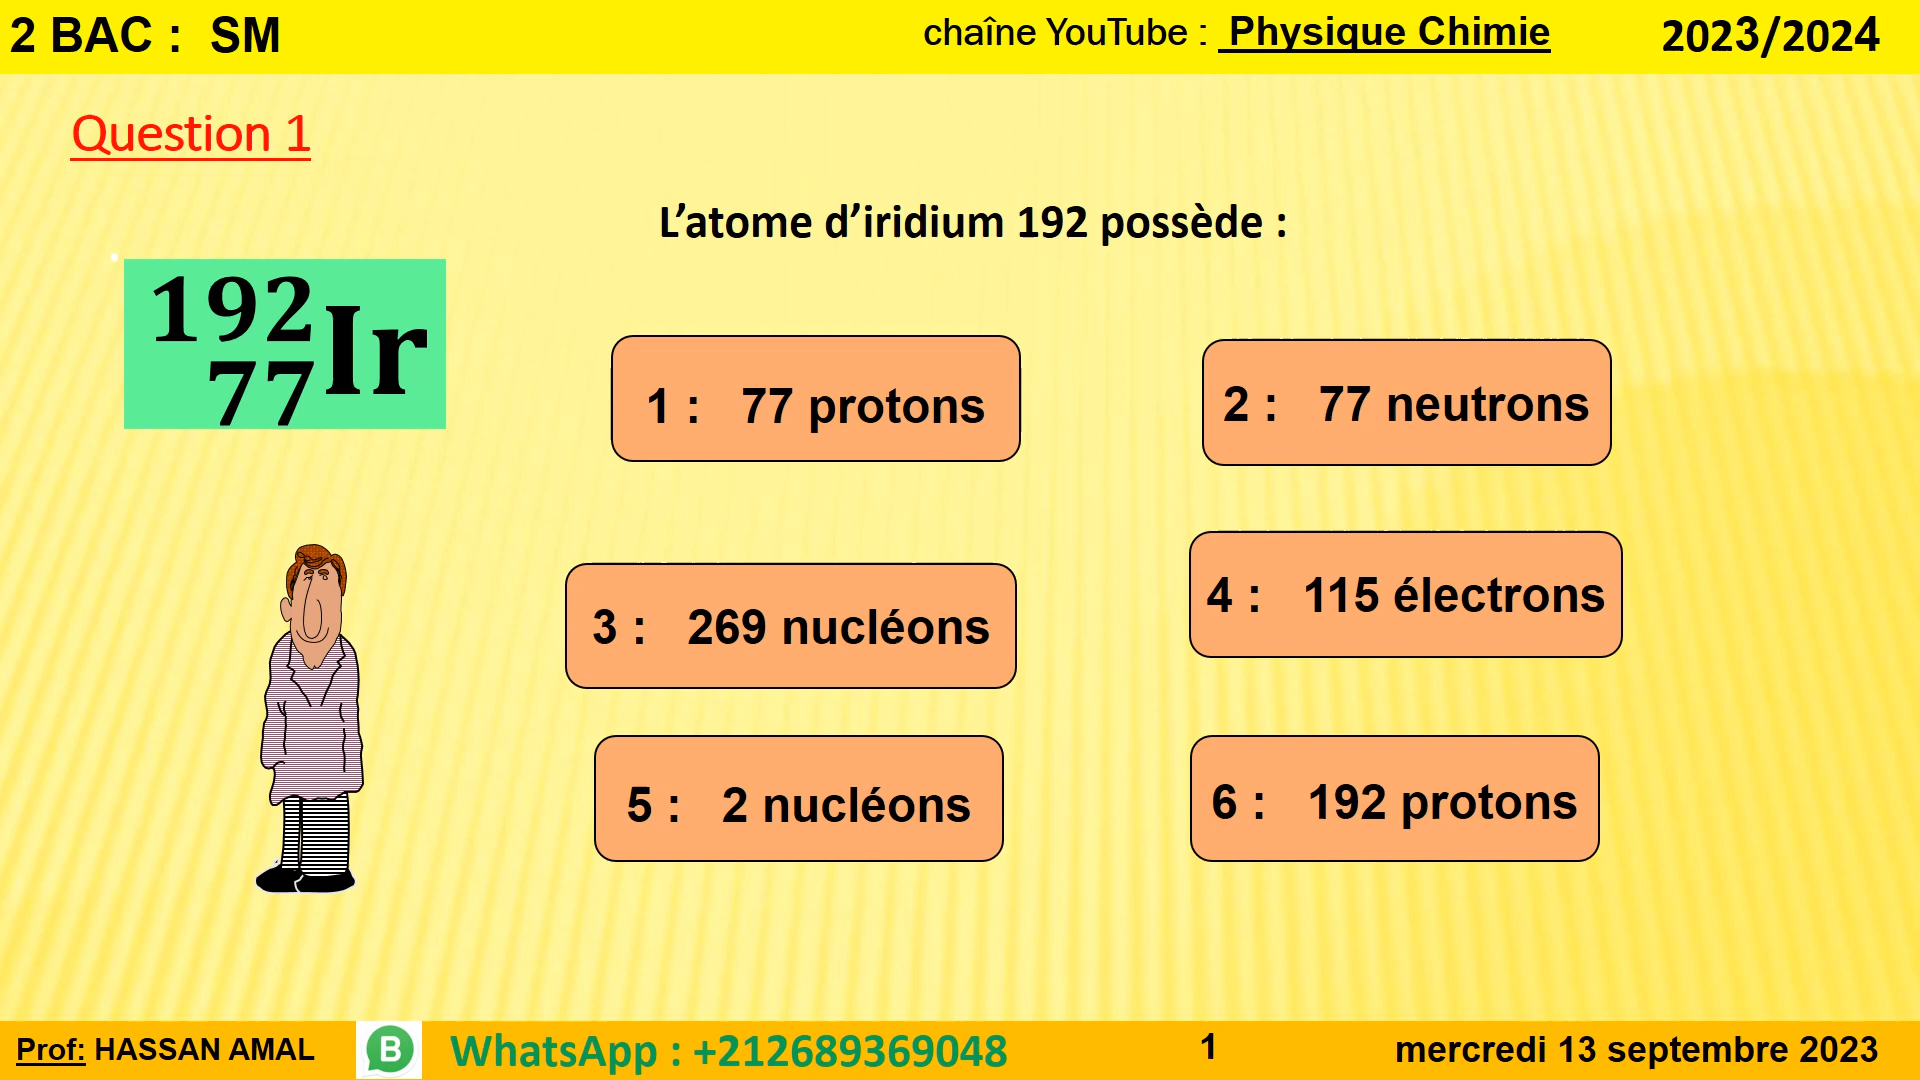 2 BAC : SM
chaîne YouTube : Physique Chimie
2023/2024
Question 1
L’atome d’iridium 192 possède :
192
77 Ir
1 : 77 protons
2 : 77 neutrons
3 : 269 nucléons
4 : 115 électrons
5 : 2 nucléons
6 : 192 protons
Prof: HASSAN AMAL
B
WhatsApp : +212689369048
1
mercredi 13 septembre 2023